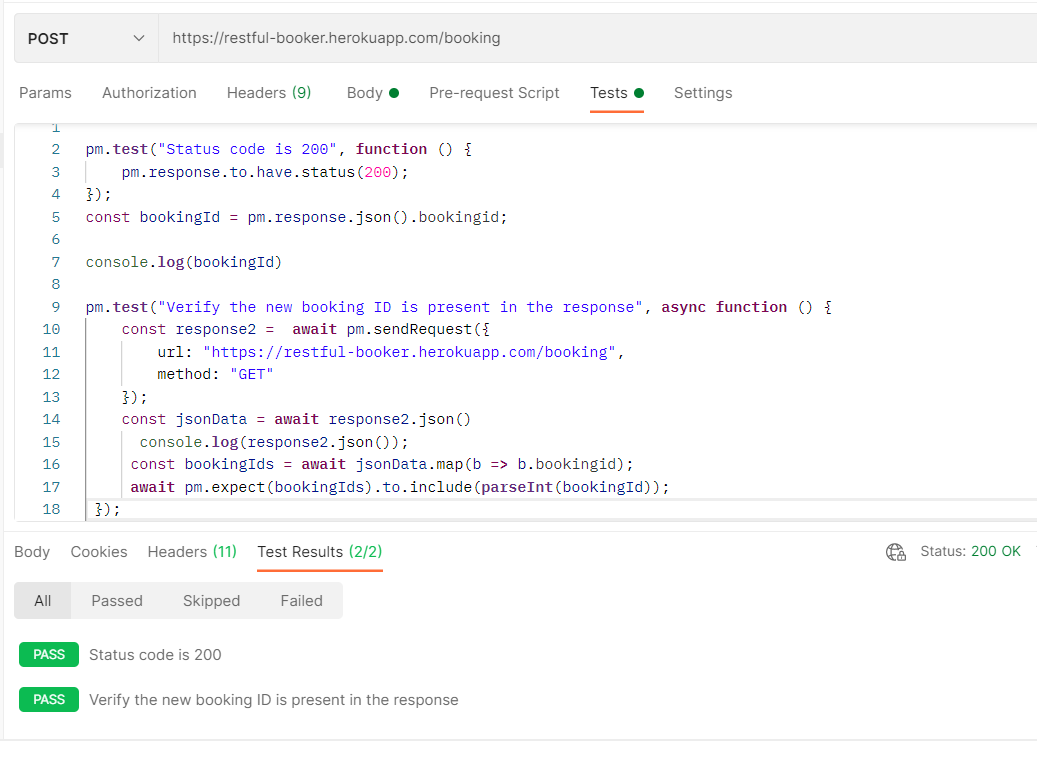 POST https://restful-booker.herokuapp.com/booking
Params Authorization Headers (9) Body Pre-request Script Tests Settings
1
2 pm.test("Status code is 200", function () {
3 pm.response.to.have.status(200);
4 });
5 const bookingId = pm.response.json().bookingid;
6
7 console.log(bookingId)
8
9 pm.test("Verify the new booking ID is present in the response", async function () {
10 const response2 =  await pm.sendRequest({
11 url: "https://restful-booker.herokuapp.com/booking",
12 method: "GET"
13 });
14 const jsonData = await response2.json()
15 console.log(response2.json());
16 const bookingIds = await jsonData.map(b => b.bookingid);
17 await pm.expect(bookingIds).to.include(parseInt(bookingId));
18 });
Body Cookies Headers (11) Test Results (2/2) Status: 200 OK
All Passed Skipped Failed
PASS Status code is 200
PASS Verify the new booking ID is present in the response